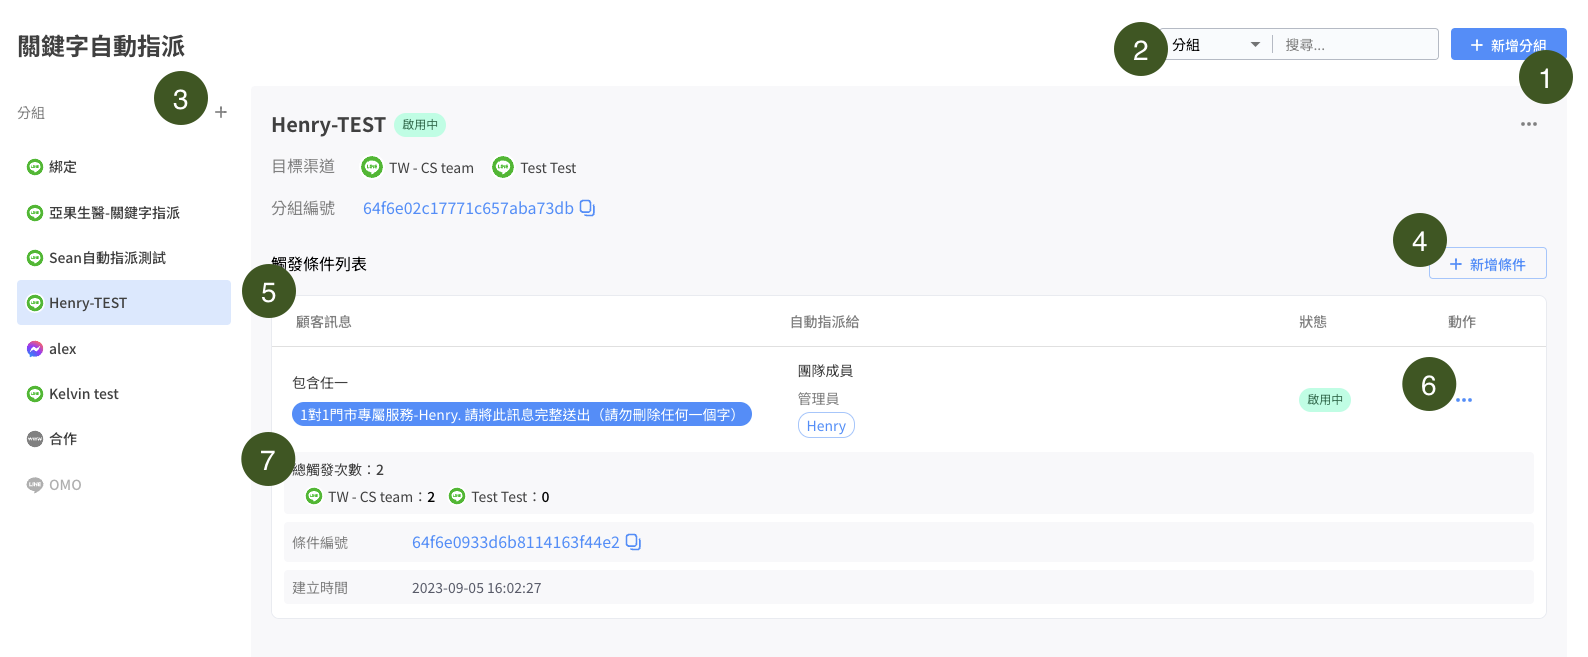 關鍵字自動指派
2
分組
搜尋...
+ 新增分組
1
分組
3
+
綁定
亞果生醫-關鍵字指派
Sean自動指派測試
Henry-TEST
alex
Kelvin test
合作
OMO
Henry-TEST
啟用中
目標渠道
TW - CS team
Test Test
分組編號
64f6e02c17771c657aba73db
觸發條件列表
4
+ 新增條件
5
顧客訊息
自動指派給
狀態
動作
包含任一
1對1門市專屬服務-Henry. 請將此訊息完整送出（請勿刪除任何一個字）
團隊成員
管理員
Henry
啟用中
6
7
總觸發次數：2
TW - CS team：2
Test Test：0
條件編號
64f6e0933d6b8114163f44e2
建立時間
2023-09-05 16:02:27